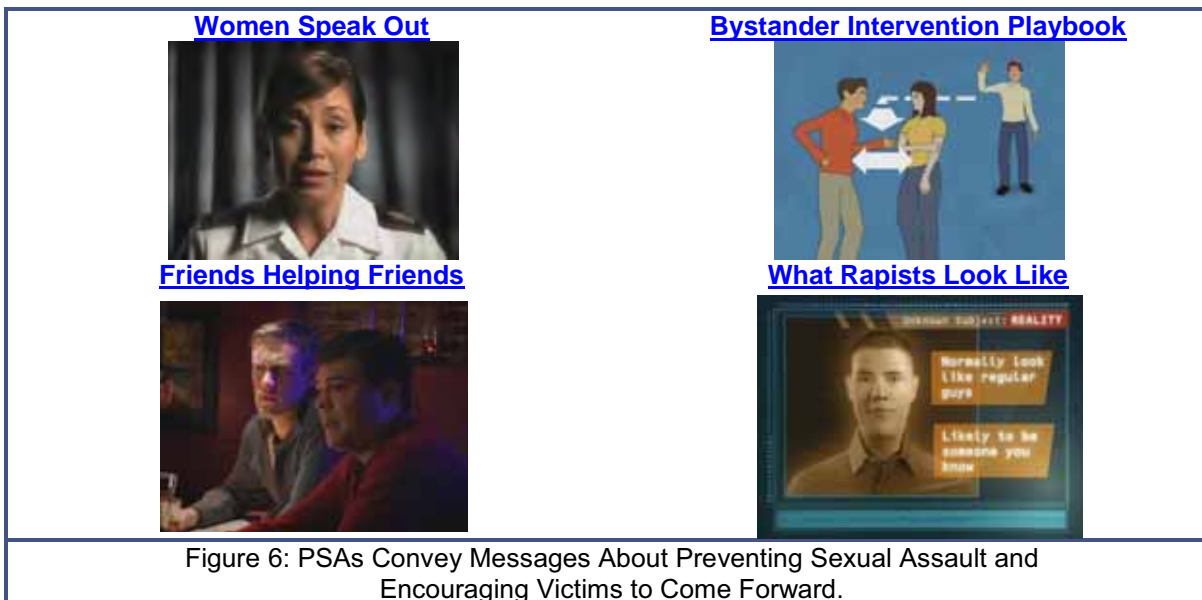 Women Speak Out
Bystander Intervention Playbook
Friends Helping Friends
What Rapists Look Like
Unknown Subject: REALITY
Normally look
like regular
guys
Likely to be
someone you
know
Figure 6: PSAs Convey Messages About Preventing Sexual Assault and
Encouraging Victims to Come Forward.